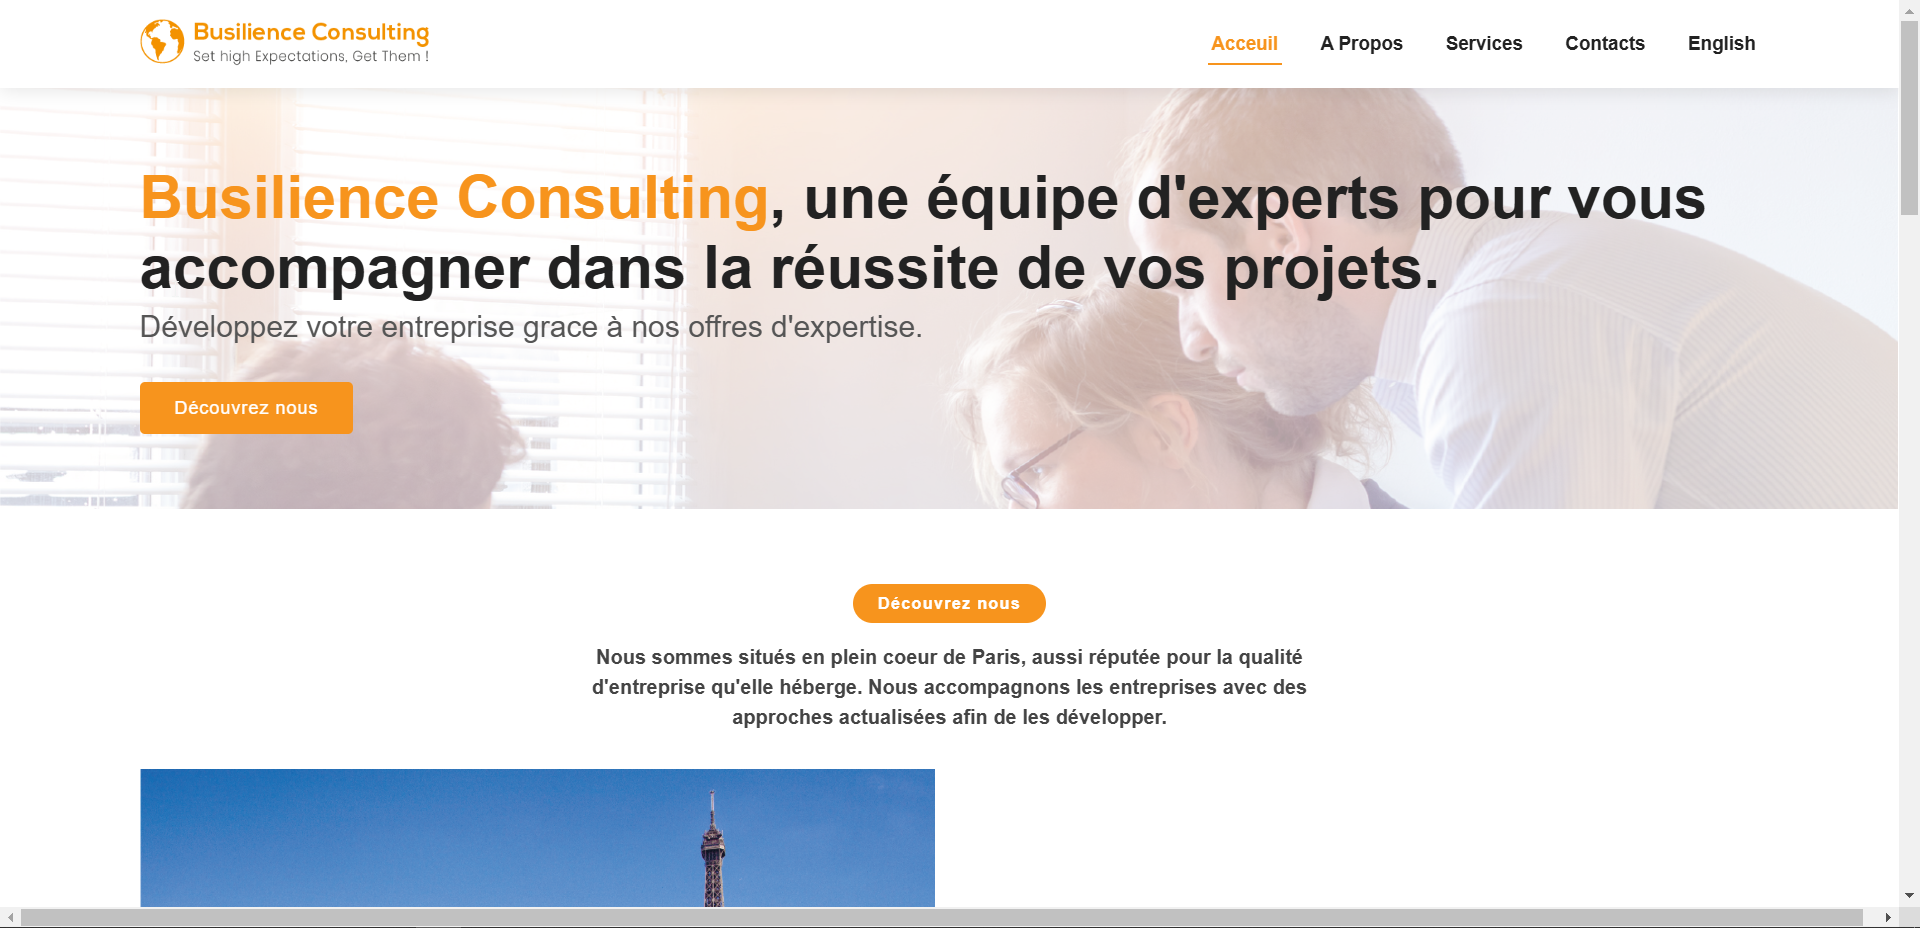 Busilience Consulting
Set high Expectations, Get Them !
Acceuil
A Propos
Services
Contacts
English
Busilience Consulting, une équipe d'experts pour vous
accompagner dans la réussite de vos projets.
Développez votre entreprise grace à nos offres d'expertise.
Découvrez nous
Découvrez nous
Nous sommes situés en plein coeur de Paris, aussi réputée pour la qualité
d'entreprise qu'elle héberge. Nous accompagnons les entreprises avec des
approches actualisées afin de les développer.